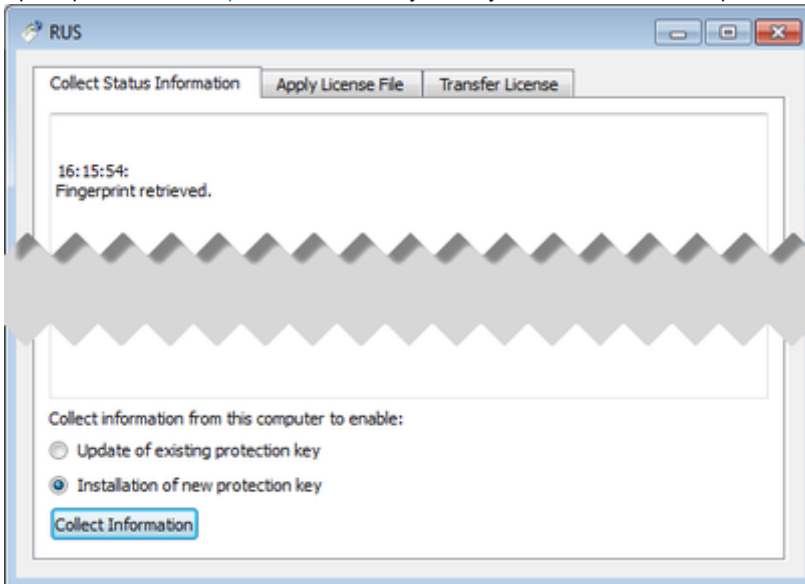 RUS
Collect Status Information
Apply License File
Transfer License
16:15:54:
Fingerprint retrieved.
Collect information from this computer to enable:
Update of existing protection key
Installation of new protection key
Collect Information